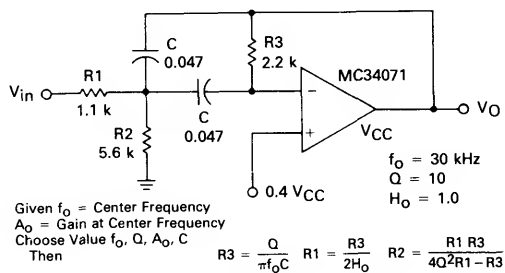 C
0.047
R3
2.2 k
MC34071
Vin
R1
1.1 k
C
0.047
−
+
VO
R2
5.6 k
VCC
0.4 VCC
fo = 30 kHz
Q = 10
Ho = 1.0
Given fo = Center Frequency
Ao = Gain at Center Frequency
Choose Value fo, Q, Ao, C
Then
R3 = Q / πfoC R1 = R3 / 2Ho R2 = R1 R3 / 4Q²R1 – R3